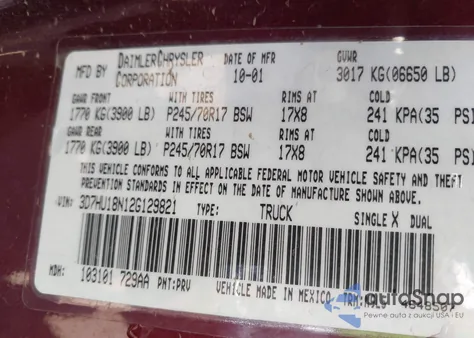 DAIMLERCHRYSLER CORPORATION
DATE OF MFR 10-01
GVWR 3017 KG(06650 LB)
GAWR FRONT WITH TIRES RIMS AT COLD
1770 KG(3900 LB) P245/70R17 BSW 17X8 241 KPA(35 PSI
GAWR REAR WITH TIRES RIMS AT COLD
1770 KG(3900 LB) P245/70R17 BSW 17X8 241 KPA(35 PSI
THIS VEHICLE CONFORMS TO ALL APPLICABLE FEDERAL MOTOR VEHICLE SAFETY AND THEFT
PREVENTION STANDARDS IN EFFECT ON THE DATE OF MANUFACTURE SHOWN ABOVE.
VIN: 3D7HU18N12G129821 TYPE: TRUCK SINGLE X DUAL
MDH: 103101 729AA PNT:PRV VEHICLE MADE IN MEXICO
autoSnap
Pewne auta z aukcji USA - EU